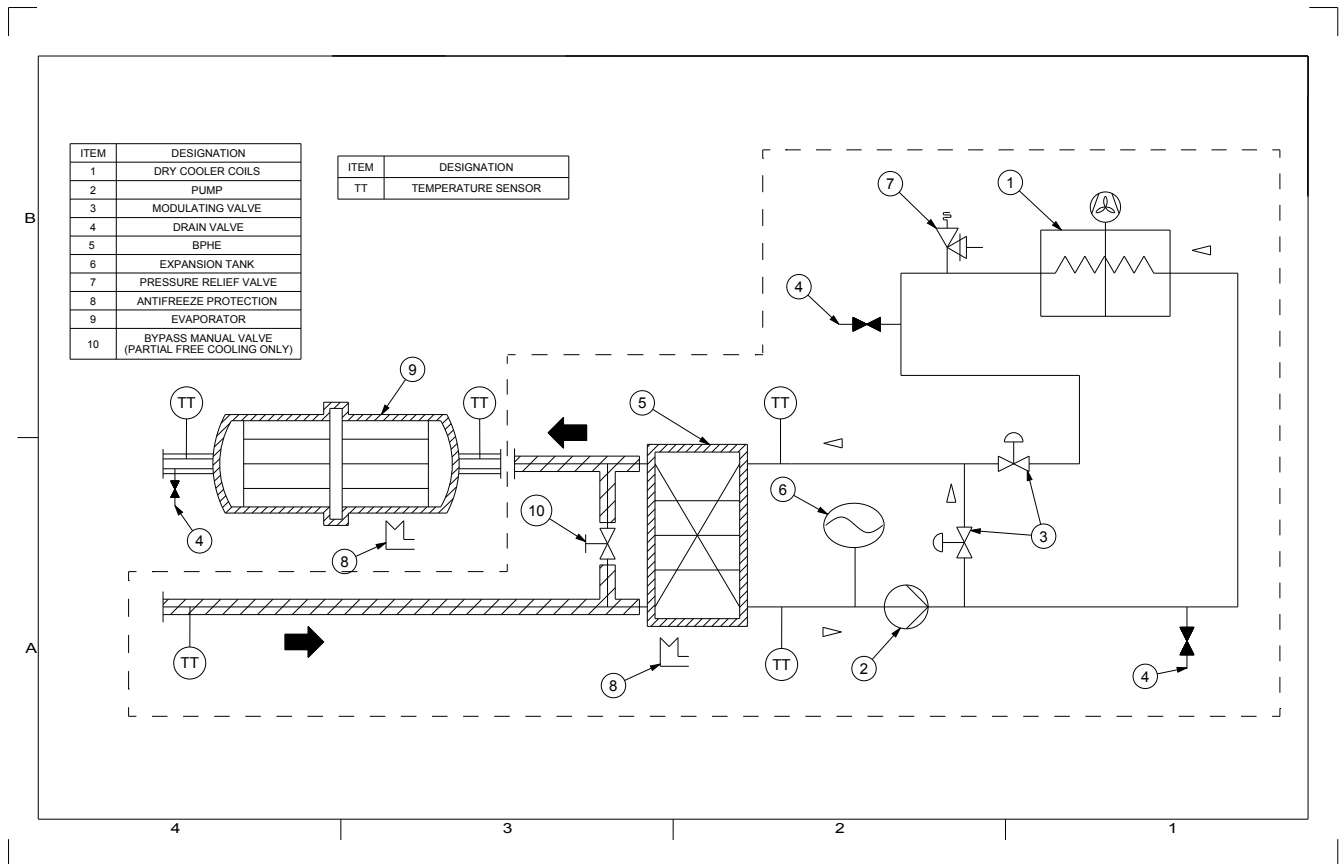 ITEM DESIGNATION
1 DRY COOLER COILS
2 PUMP
3 MODULATING VALVE
4 DRAIN VALVE
5 BPHE
6 EXPANSION TANK
7 PRESSURE RELIEF VALVE
8 ANTIFREEZE PROTECTION
9 EVAPORATOR
10 BYPASS MANUAL VALVE
(PARTIAL FREE COOLING ONLY)
ITEM DESIGNATION
TT TEMPERATURE SENSOR
B
7
1
4
9
TT
TT
5
TT
6
10
3
4
8
A
TT
8
TT
2
4
4
3
2
1